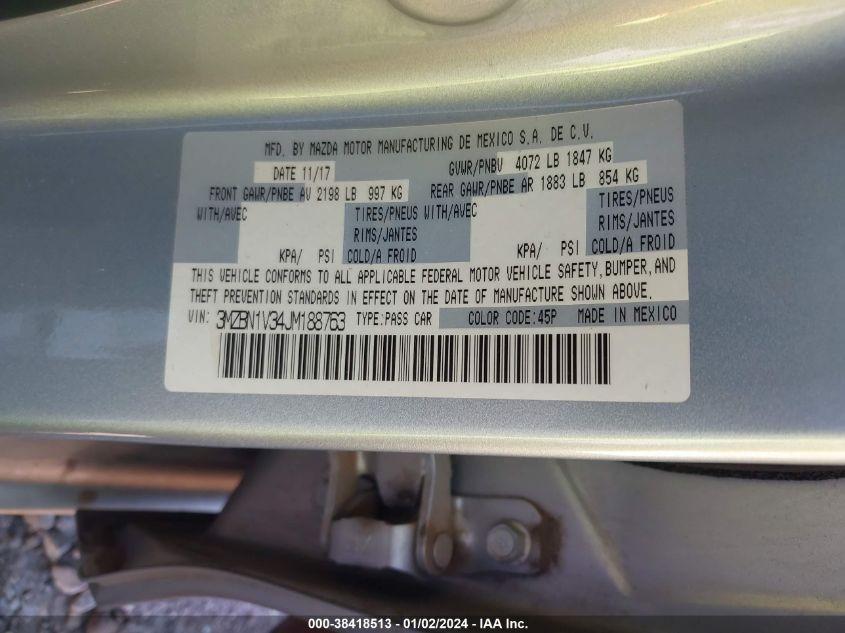 MFD. BY MAZDA MOTOR MANUFACTURING DE MEXICO S.A. DE C.V.
DATE 11/17 GVWR/PNBV 4072 LB 1847 KG
FRONT GAWR/PNBE AV 2198 LB 997 KG REAR GAWR/PNBE AR 1883 LB 854 KG
WITH/AVEC TIRES/PNEUS WITH/AVEC TIRES/PNEUS
RIMS/JANTES RIMS/JANTES
KPA/ PSI COLD/A FROID KPA/ PSI COLD/A FROID
THIS VEHICLE CONFORMS TO ALL APPLICABLE FEDERAL MOTOR VEHICLE SAFETY, BUMPER, AND
THEFT PREVENTION STANDARDS IN EFFECT ON THE DATE OF MANUFACTURE SHOWN ABOVE.
VIN: 3MZBN1V34JM188763 TYPE:PASS CAR COLOR CODE:45P MADE IN MEXICO
000-38418513 - 01/02/2024 - IAA Inc.